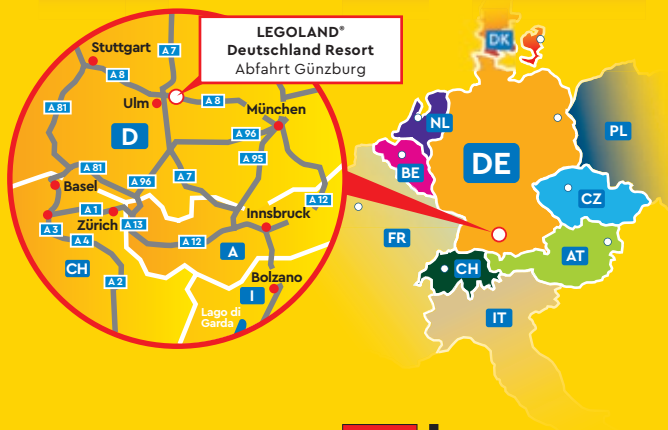 LEGOLAND®
Deutschland Resort
Abfahrt Günzburg
Stuttgart
A 7
A 8
A 81
Ulm
A 8
München
D
A 96
A 95
A 81
Basel
A 96
A 7
A 12
A 1
Zürich
A 13
Innsbruck
A 3
A 4
A 12
A
CH
A 2
Bolzano
I
Lago di
Garda
DK
NL
PL
BE
DE
CZ
FR
CH
AT
IT